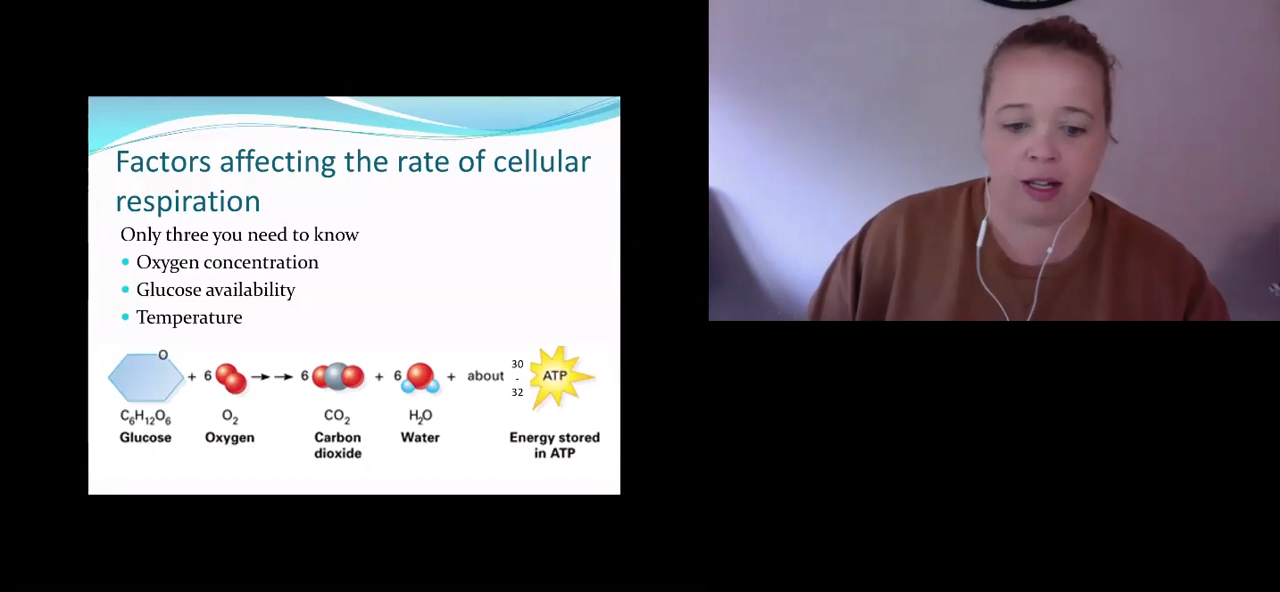 Factors affecting the rate of cellular
respiration
Only three you need to know
• Oxygen concentration
• Glucose availability
• Temperature
O
+ 6 →→ 6 + 6 + about 30 - 32 ATP
C₆H₁₂O₆ O₂ CO₂ H₂O
Glucose Oxygen Carbon dioxide Water Energy stored in ATP